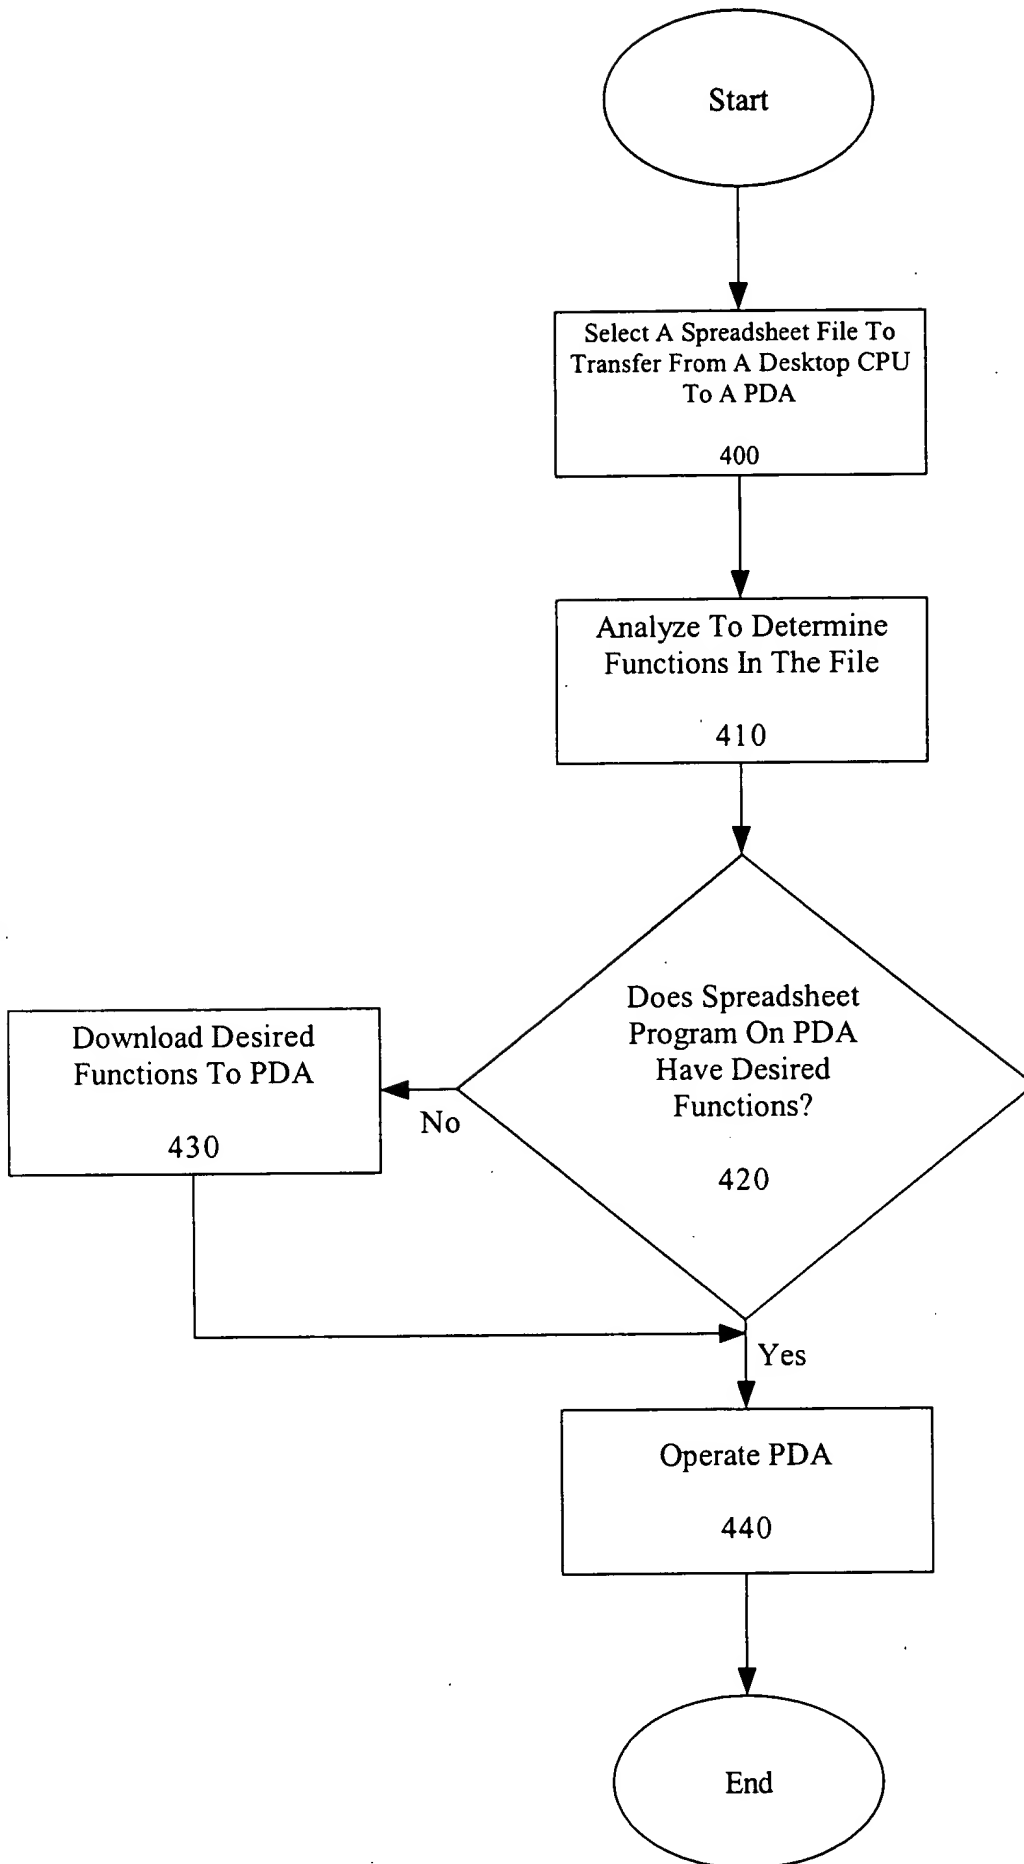 Start
Select A Spreadsheet File To
Transfer From A Desktop CPU
To A PDA
400
Analyze To Determine
Functions In The File
410
Does Spreadsheet
Program On PDA
Have Desired
Functions?
420
Download Desired
Functions To PDA
430
No
Yes
Operate PDA
440
End